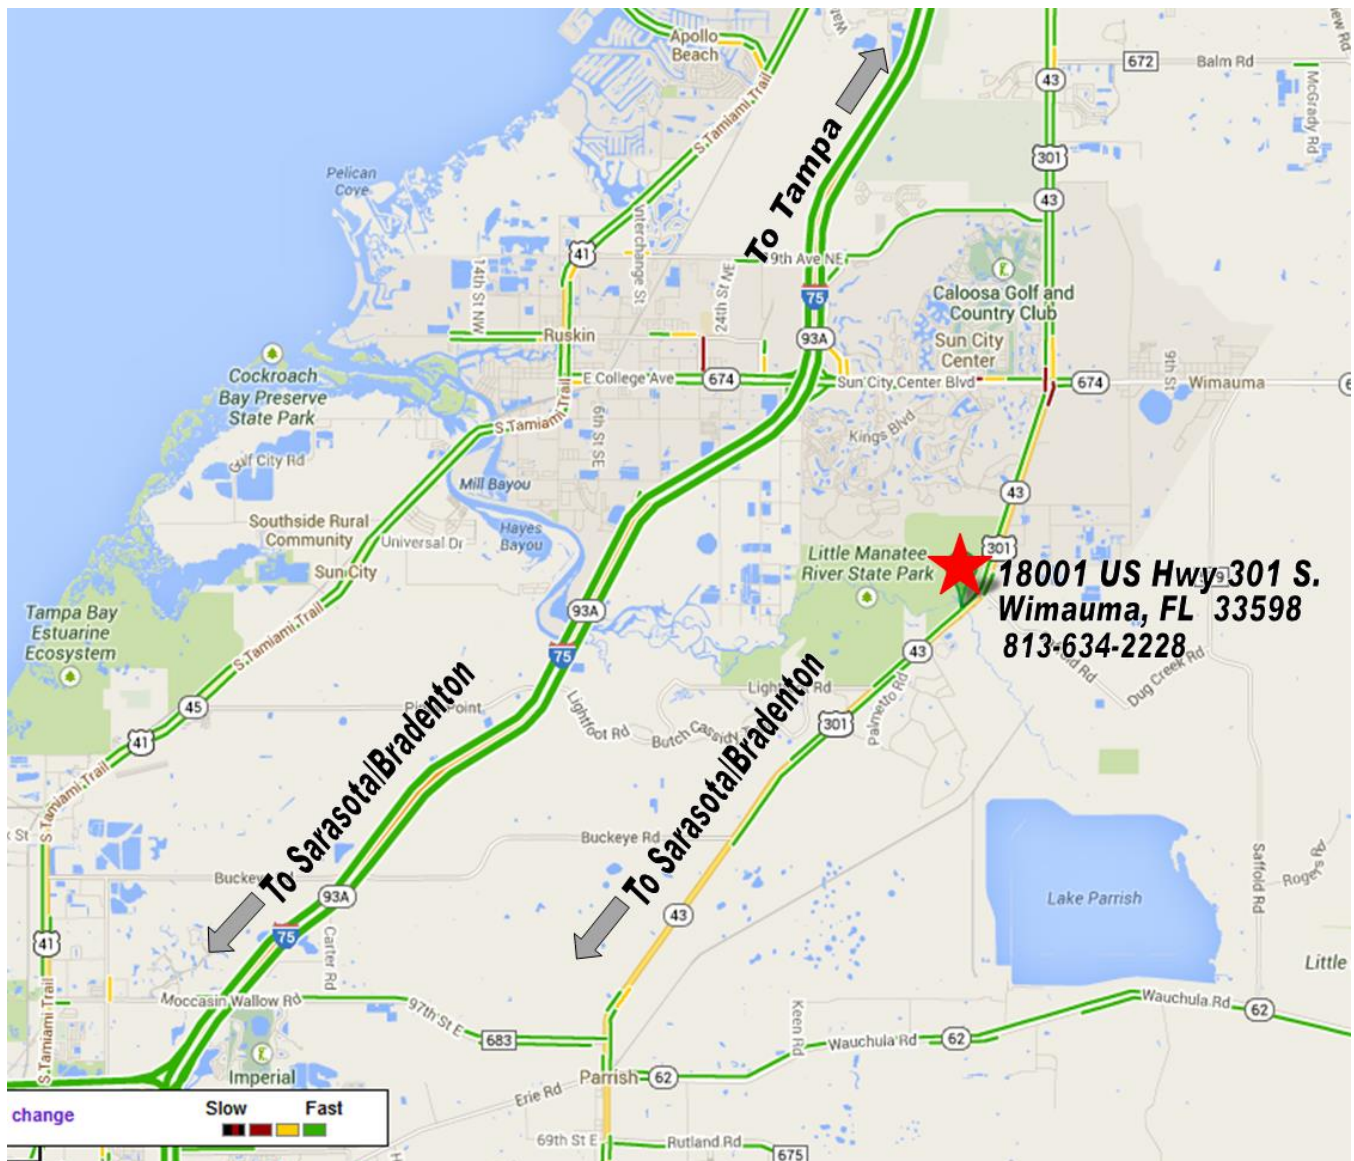 Apollo
Beach
672
Balm Rd
McGrady Rd
43
S.Tamiami Trail
To Tampa
301
Pelican
Cove
43
41
Interchange St
9th Ave NE
14th St NW
24th St NE
75
Caloosa Golf and
Country Club
Ruskin
93A
Sun City
Center
Cockroach
Bay Preserve
State Park
E College Ave
674
Sun City Center Blvd
674
9th St
Wimauma
S.Tamiami Trail
6th St SE
Kings Blvd
Gulf City Rd
Mill Bayou
43
Southside Rural
Community
Hayes
Bayou
Universal Dr
Little Manatee
River State Park
301
Sun City
18001 US Hwy 301 S.
Wimauma, FL 33598
813-634-2228
Tampa Bay
Estuarine
Ecosystem
93A
S.Tamiami Trail
75
43
Dug Creek Rd
45
Lightfoot Rd
Palmetto Rd
41
301
To Sarasota/Bradenton
To Sarasota/Bradenton
S Tamiami Trail
Buckeye Rd
93A
Saffold Rd
Rogers Rd
Lake Parrish
43
75
41
Carter Rd
Little
S.Tamiami Trail
Moccasin Wallow Rd
97th St E
683
Keen Rd
Wauchula Rd
62
Wauchula Rd
62
Imperial
Parrish
62
Erie Rd
change
Slow
Fast
69th St E
Rutland Rd
675